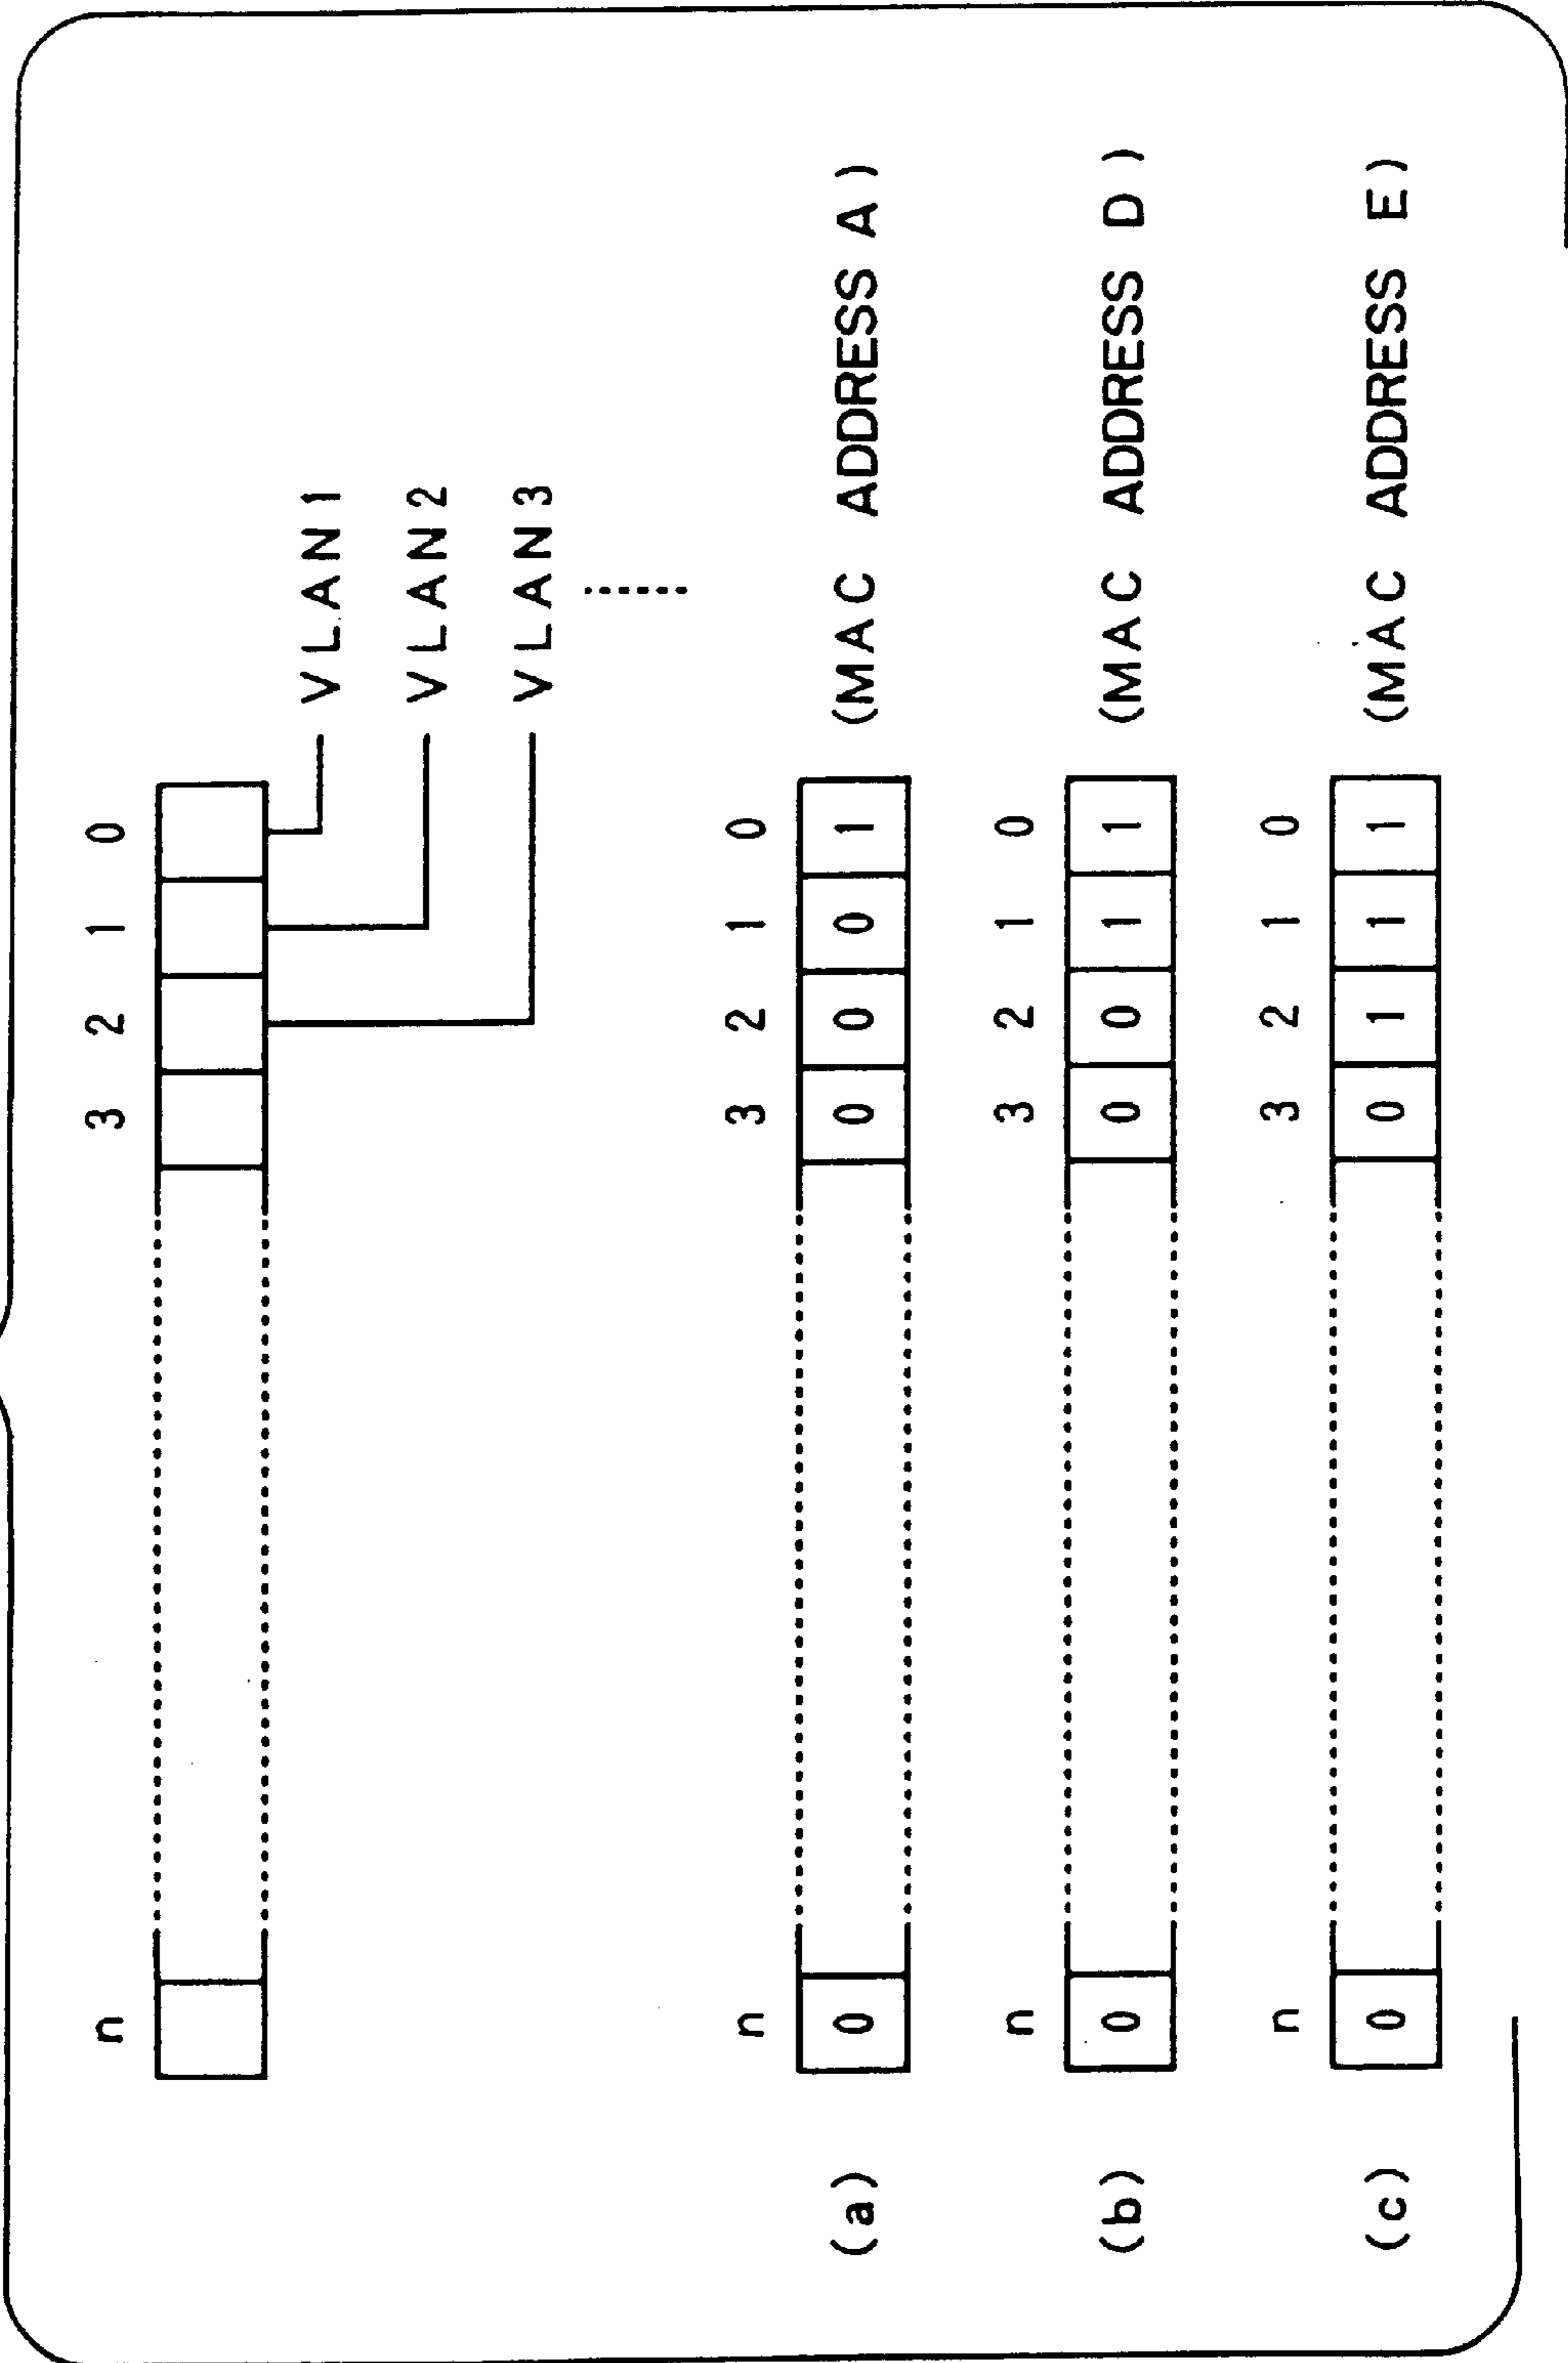 n 3 2 1 0
VLAN1
VLAN2
VLAN3
n 3 2 1 0
(a) 0 0 0 0 1 (MAC ADDRESS A)
n 3 2 1 0
(b) 0 0 0 1 1 (MAC ADDRESS D)
n 3 2 1 0
(c) 0 0 1 1 1 (MAC ADDRESS E)